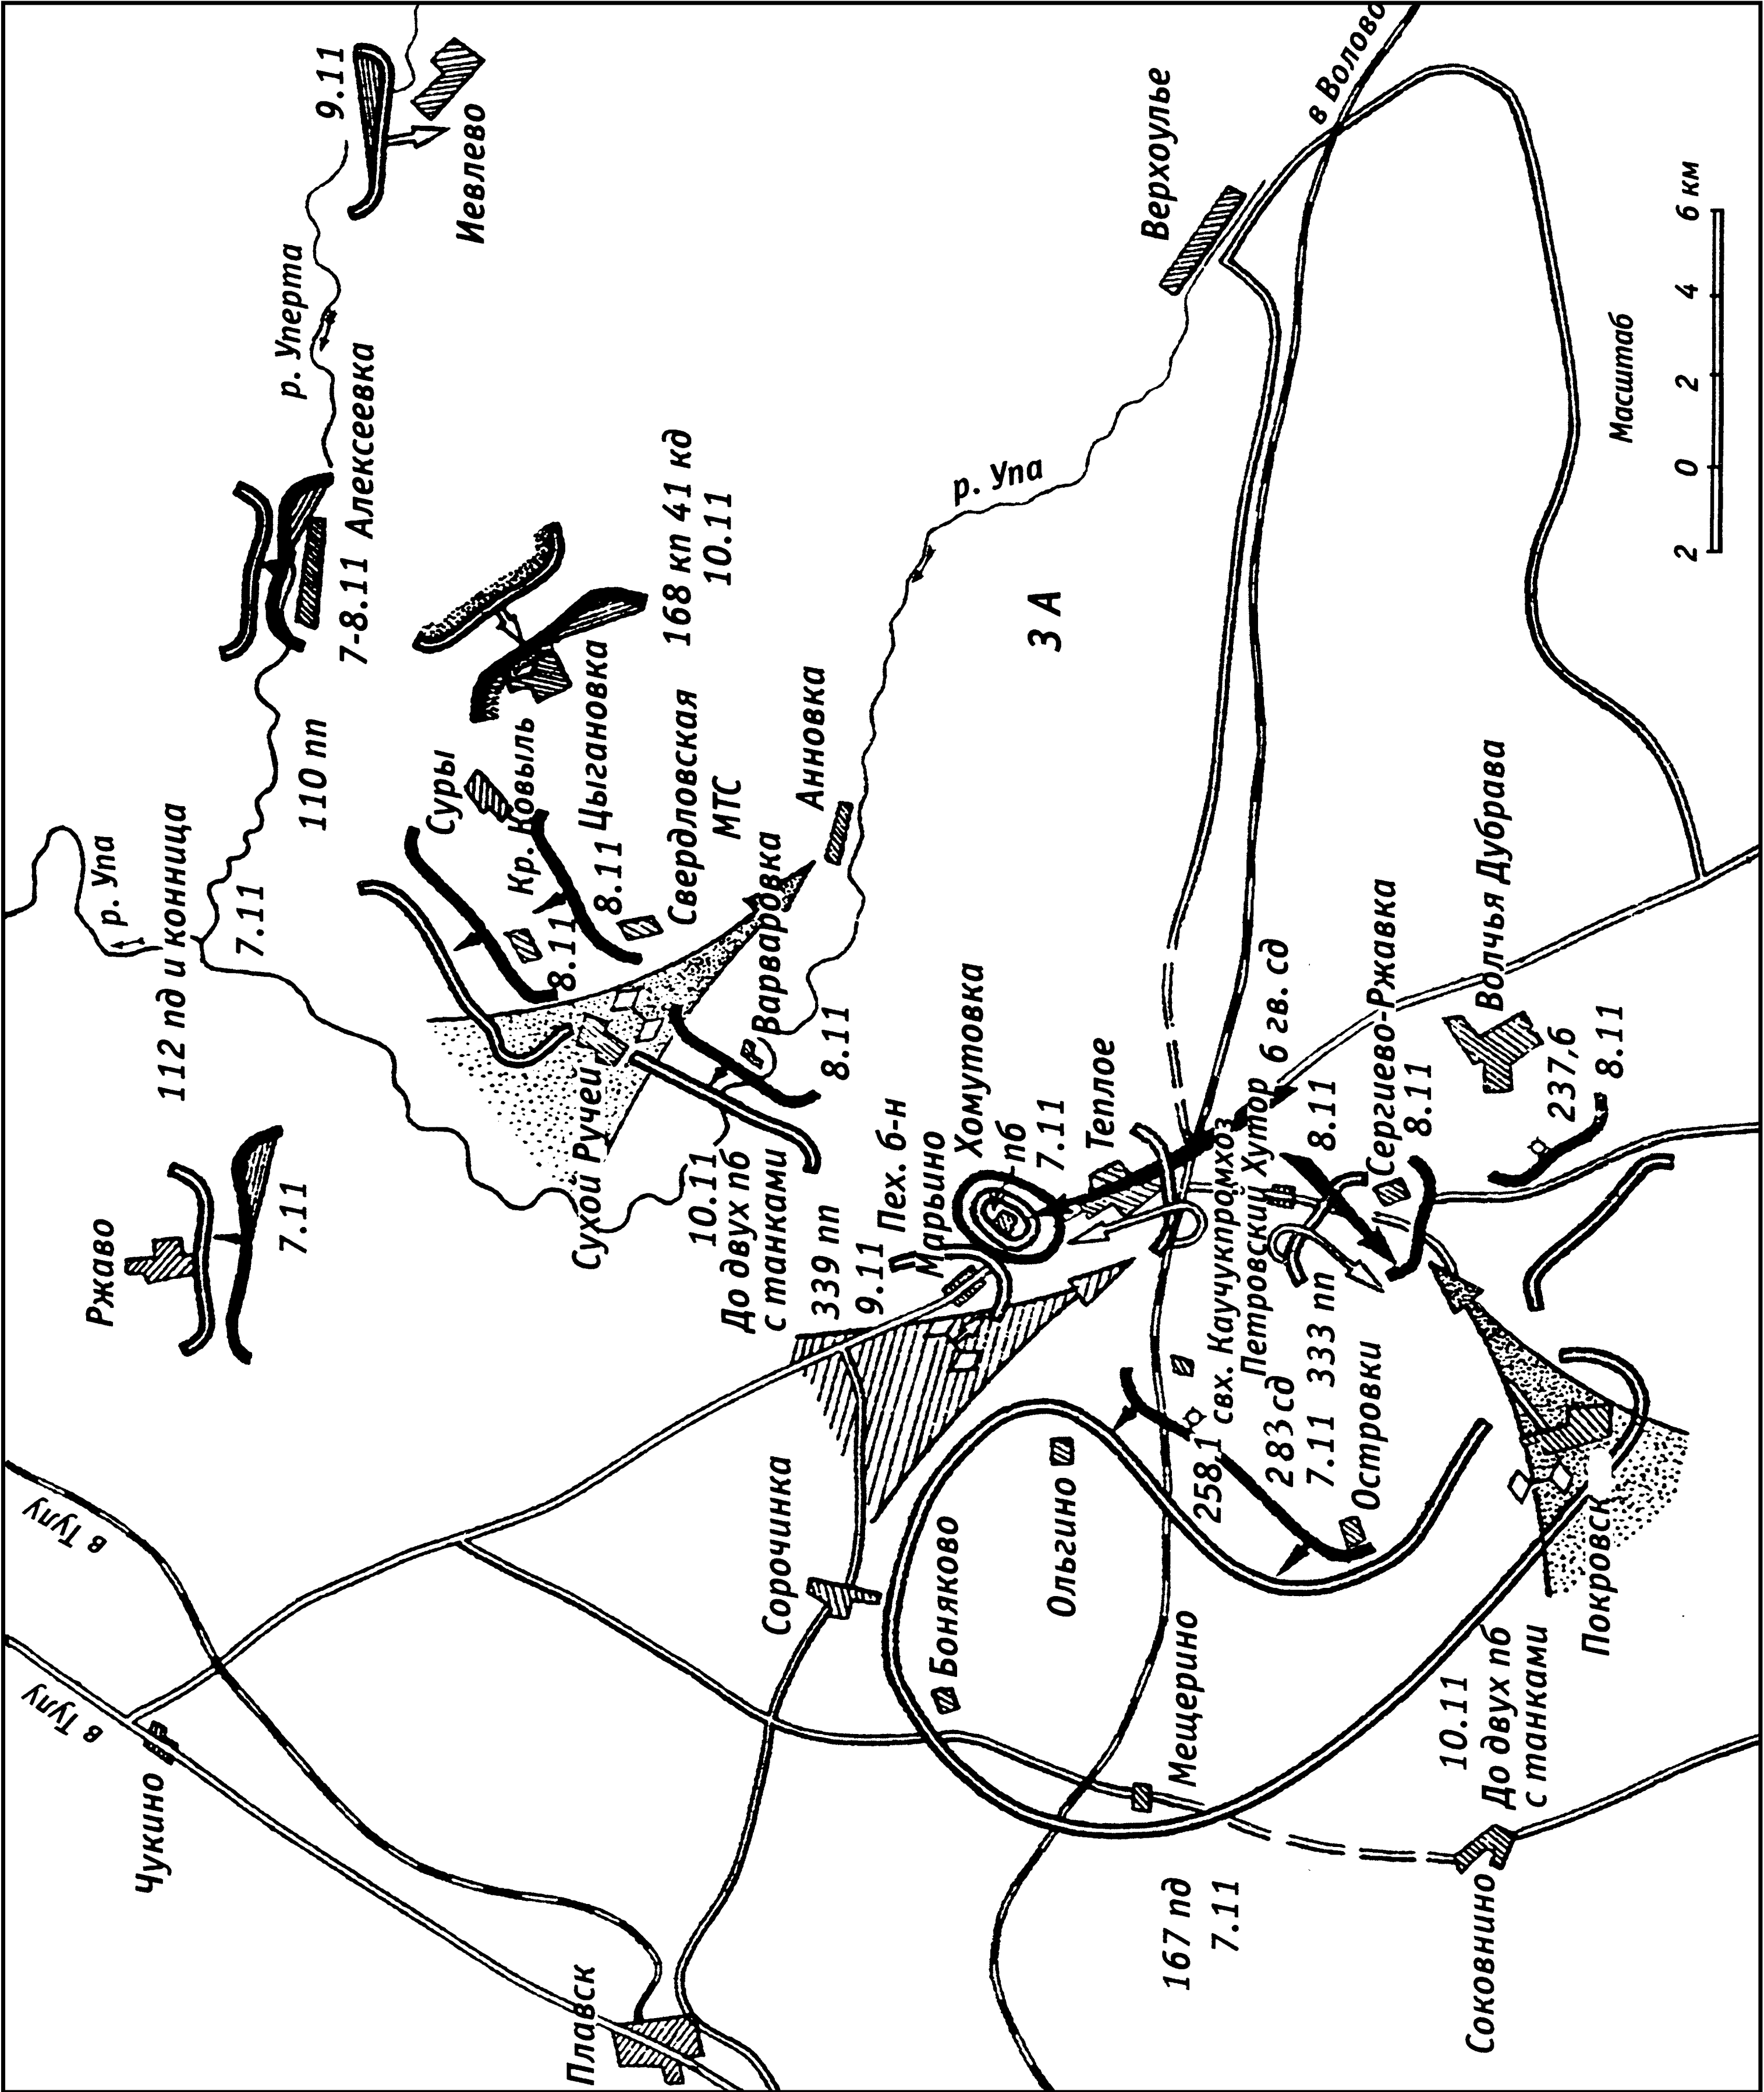 в Тулу
в Тулу
Чукино
Плавск
Ржаво
7.11
112 пд и конница
7.11
р. Упа
110 пп
7-8.11 Алексеевка
р. Уперта
9.11
Иевлево
Суры
Кр. Ковыль
8.11
8.11 Цыгановка
Свердловская
МТС
168 кп 41 кд
10.11
Анновка
Варваровка
8.11
Сухой Ручей
10.11
До двух пб
с танками
339 пп
9.11
Пех. б-н
Марьино
Хомутовка
пб
7.11
Теплое
Сорочинка
Боняково
Ольгино
Мещерино
167 пд
7.11
Соковнино
10.11
До двух пб
с танками
Покровск
258,1
свх. Каучукпромхоз
Петровский Хутор
6 гв. сд
283 сд
7.11
333 пп
Островки
8.11
Сергиево-Ржавка
8.11
237,6
8.11
Волчья Дубрава
3 А
р. Упа
Верхоулье
в Волово
Масштаб
2 0 2 4 6 км